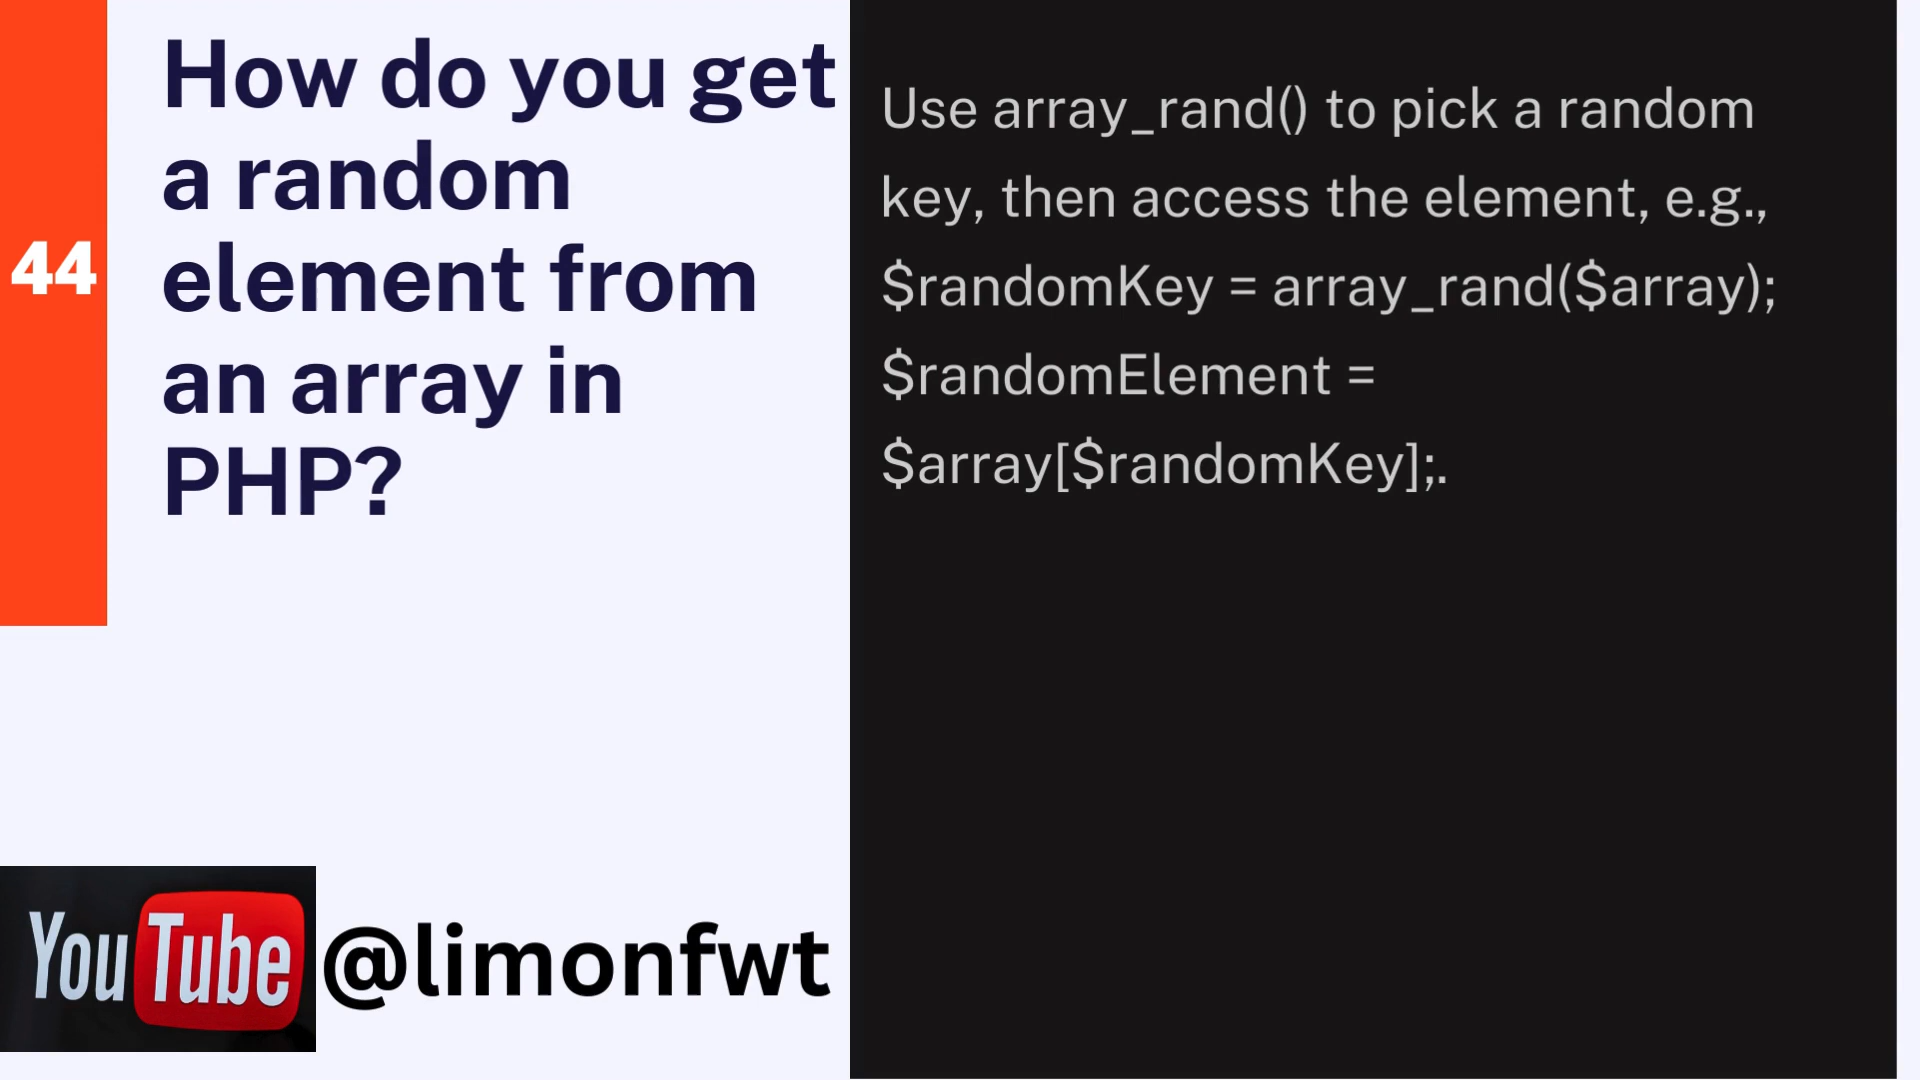 44
How do you get
a random
element from
an array in
PHP?
Use array_rand() to pick a random
key, then access the element, e.g.,
$randomKey = array_rand($array);
$randomElement =
$array[$randomKey];.
YouTube
@limonfwt